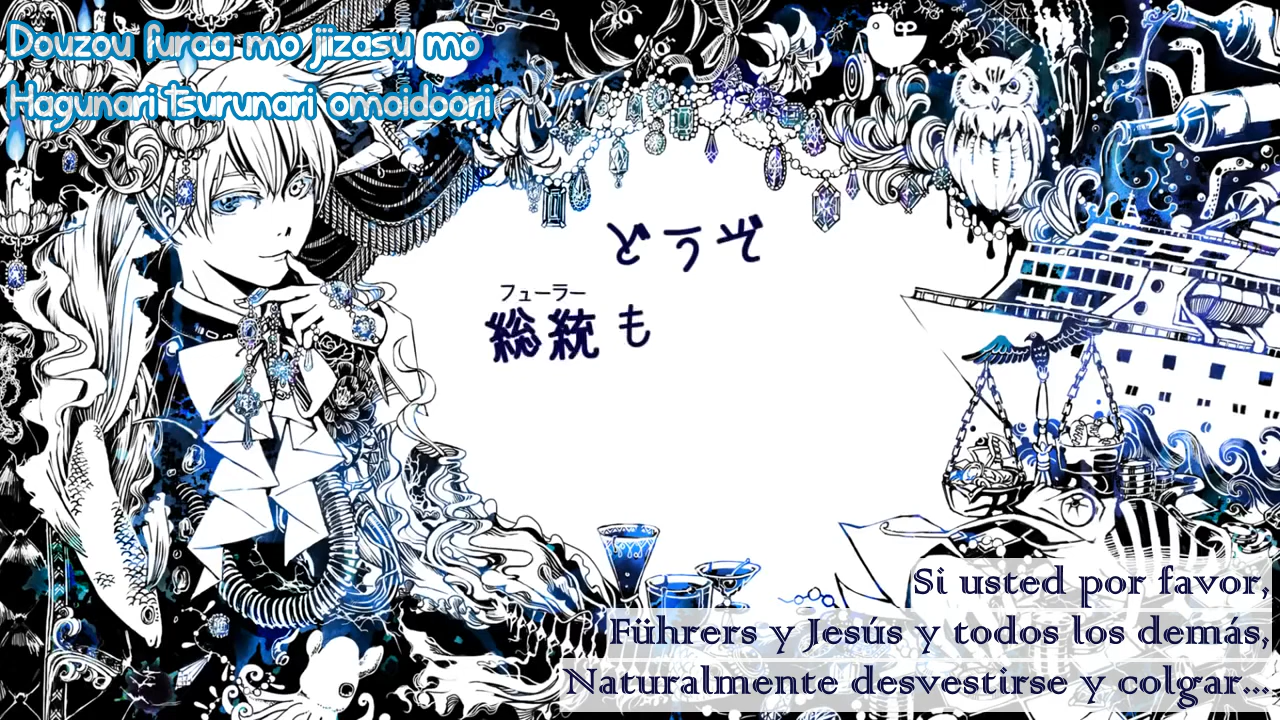 Douzou furaa mo jiizasu mo
Hagunari tsurunari omoidoori
どうぞ
フューラー
総統も
Si usted por favor,
Führers y Jesús y todos los demás,
Naturalmente desvestirse y colgar...